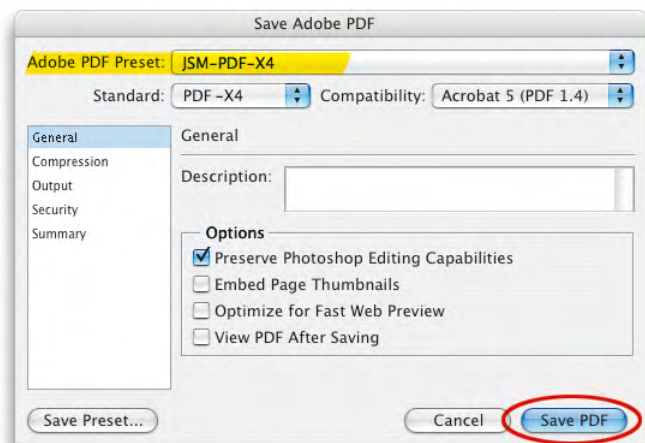 Save Adobe PDF
Adobe PDF Preset: JSM-PDF-X4
Standard: PDF -X4 Compatibility: Acrobat 5 (PDF 1.4)
General
Compression
Output
Security
Summary
General
Description:
Options
Preserve Photoshop Editing Capabilities
Embed Page Thumbnails
Optimize for Fast Web Preview
View PDF After Saving
Save Preset... Cancel Save PDF